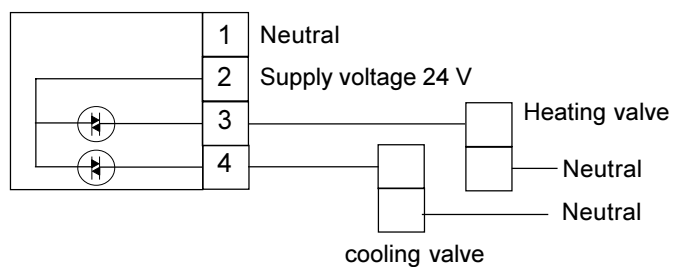 1 Neutral
2 Supply voltage 24 V
3
Heating valve
4
Neutral
Neutral
cooling valve